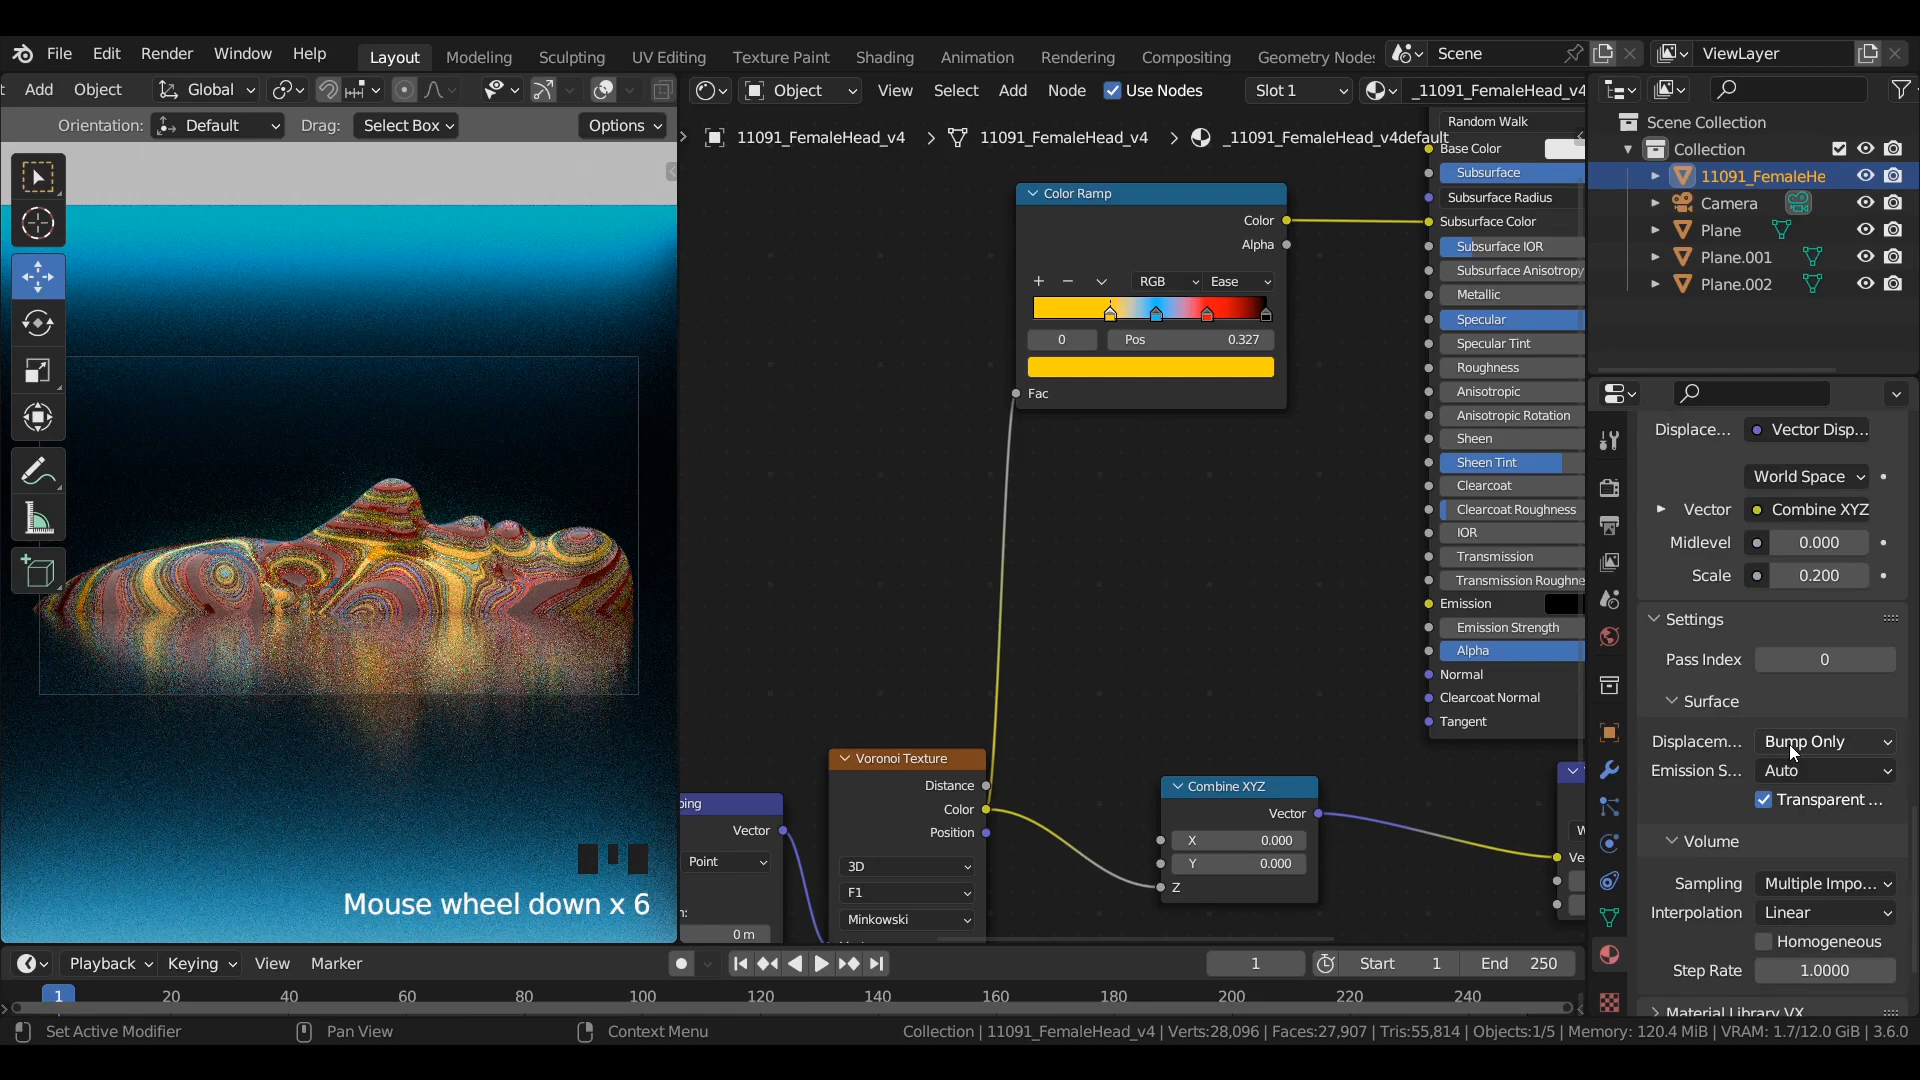 File Edit Render Window Help Layout Modeling Sculpting UV Editing Texture Paint Shading Animation Rendering Compositing Geometry Nodes Scene ViewLayer
Add Object Global View Select Add Node Use Nodes Slot 1 _11091_FemaleHead_v4
Object
Orientation: Default Drag: Select Box Options
11091_FemaleHead_v4 11091_FemaleHead_v4 _11091_FemaleHead_v4default
Color Ramp
Color
Alpha
RGB Ease
0 Pos 0.327
Fac
Random Walk
Base Color
Subsurface
Subsurface Radius
Subsurface Color
Subsurface IOR
Subsurface Anisotropy
Metallic
Specular
Specular Tint
Roughness
Anisotropic
Anisotropic Rotation
Sheen
Sheen Tint
Clearcoat
Clearcoat Roughness
IOR
Transmission
Transmission Roughne
Emission
Emission Strength
Alpha
Normal
Clearcoat Normal
Tangent
Voronoi Texture
Distance
Color
Position
3D
F1
Minkowski
ping
Vector
Point
0 m
Combine XYZ
Vector
X 0.000
Y 0.000
Z
Ve
Mouse wheel down x 6
Scene Collection
Collection
11091_FemaleHe
Camera
Plane
Plane.001
Plane.002
Displace... Vector Disp...
World Space
Vector Combine XYZ
Midlevel 0.000
Scale 0.200
Settings
Pass Index 0
Surface
Displacem... Bump Only
Emission S... Auto
Transparent ...
Volume
Sampling Multiple Impo...
Interpolation Linear
Homogeneous
Step Rate 1.0000
Material Library VX
Playback Keying View Marker 1 Start 1 End 250
1 20 40 60 80 100 120 140 160 180 200 220 240
Set Active Modifier Pan View Context Menu Collection | 11091_FemaleHead_v4 | Verts:28,096 | Faces:27,907 | Tris:55,814 | Objects:1/5 | Memory: 120.4 MiB | VRAM: 1.7/12.0 GiB | 3.6.0